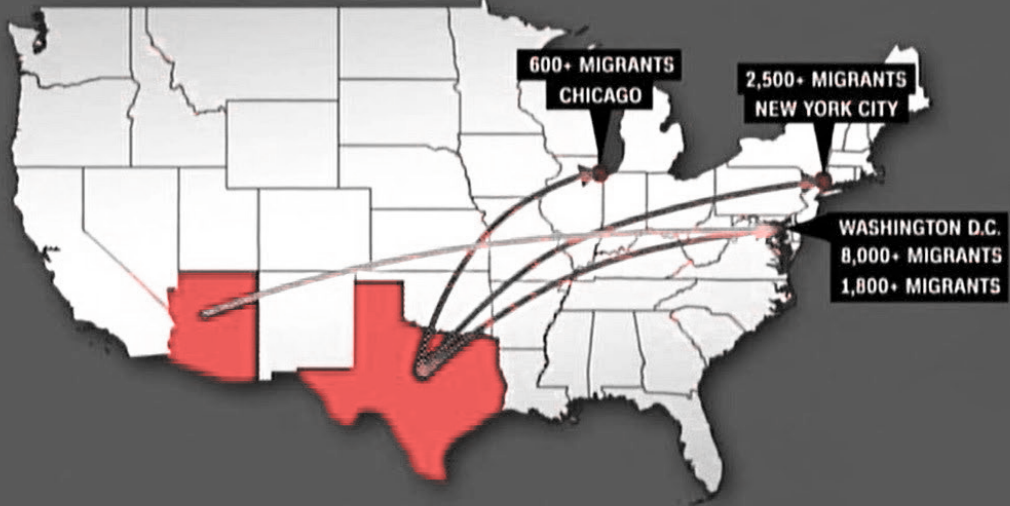 600+ MIGRANTS
CHICAGO
2,500+ MIGRANTS
NEW YORK CITY
WASHINGTON D.C.
8,000+ MIGRANTS
1,800+ MIGRANTS